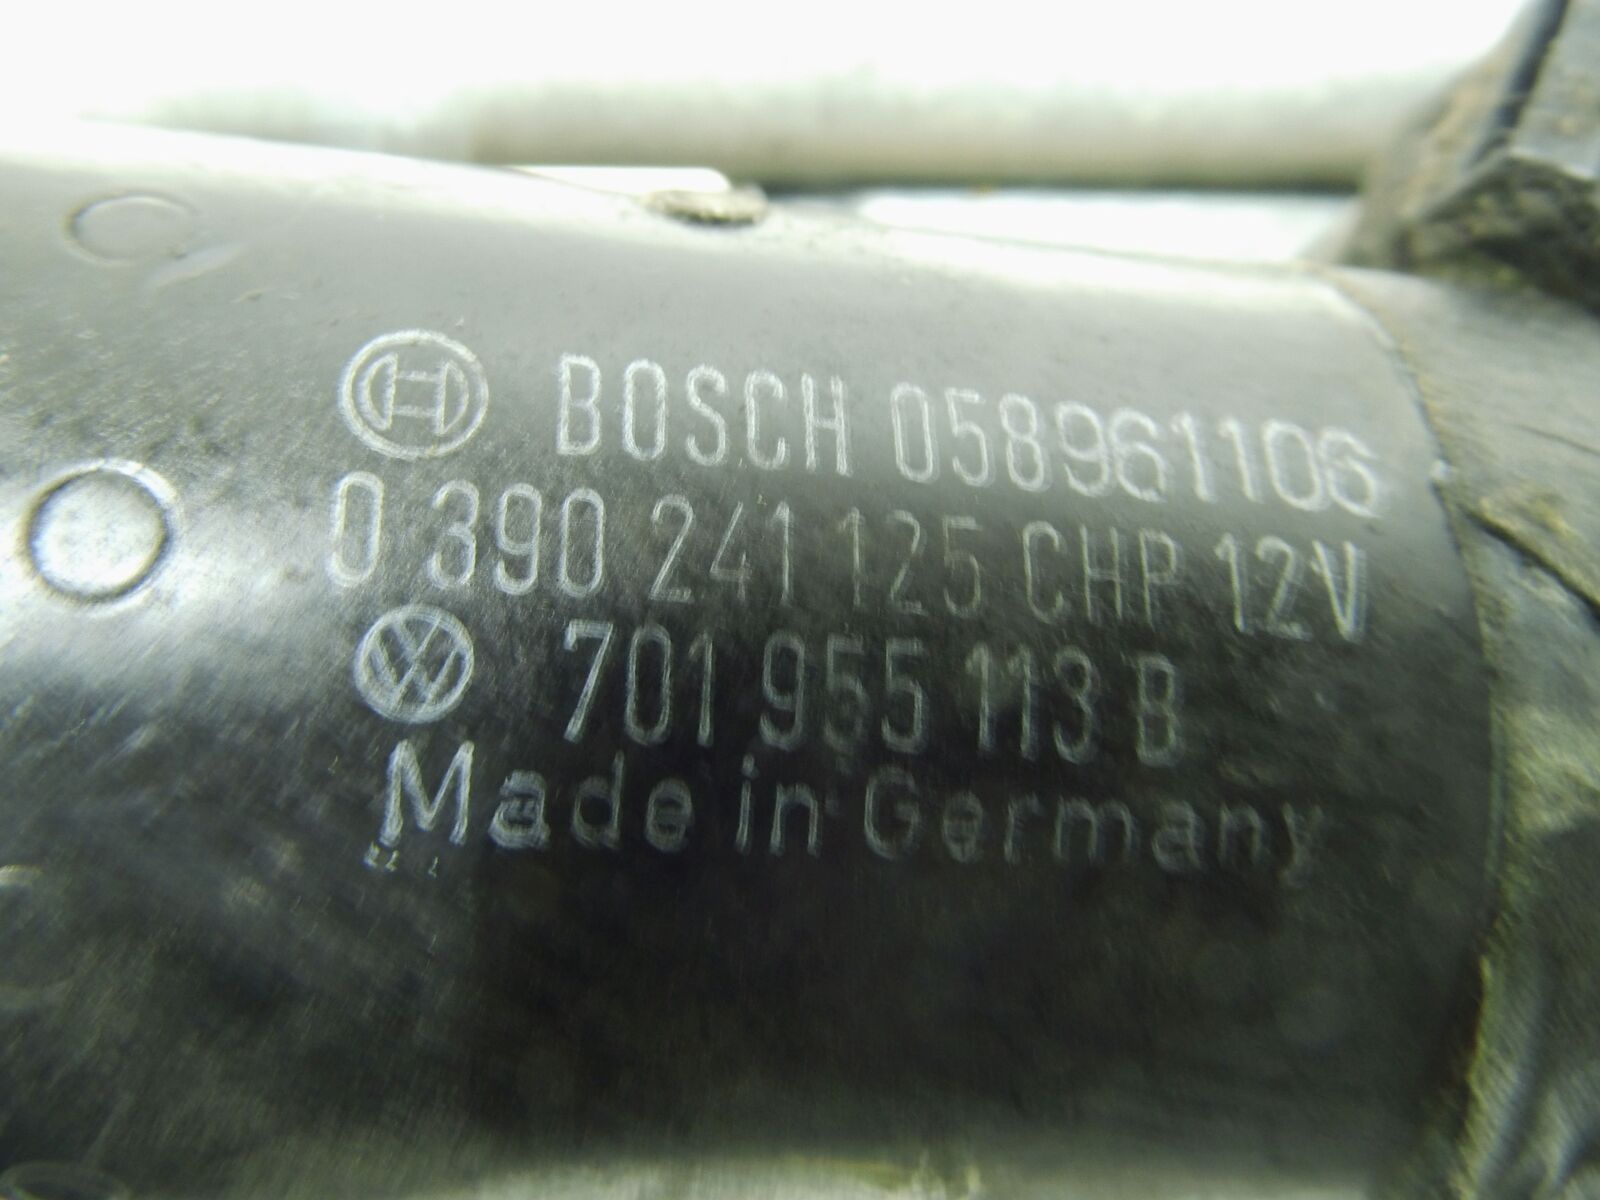 BOSCH 058961106
0 390 241 125 CHP 12V
701 955 113 B
Made in Germany